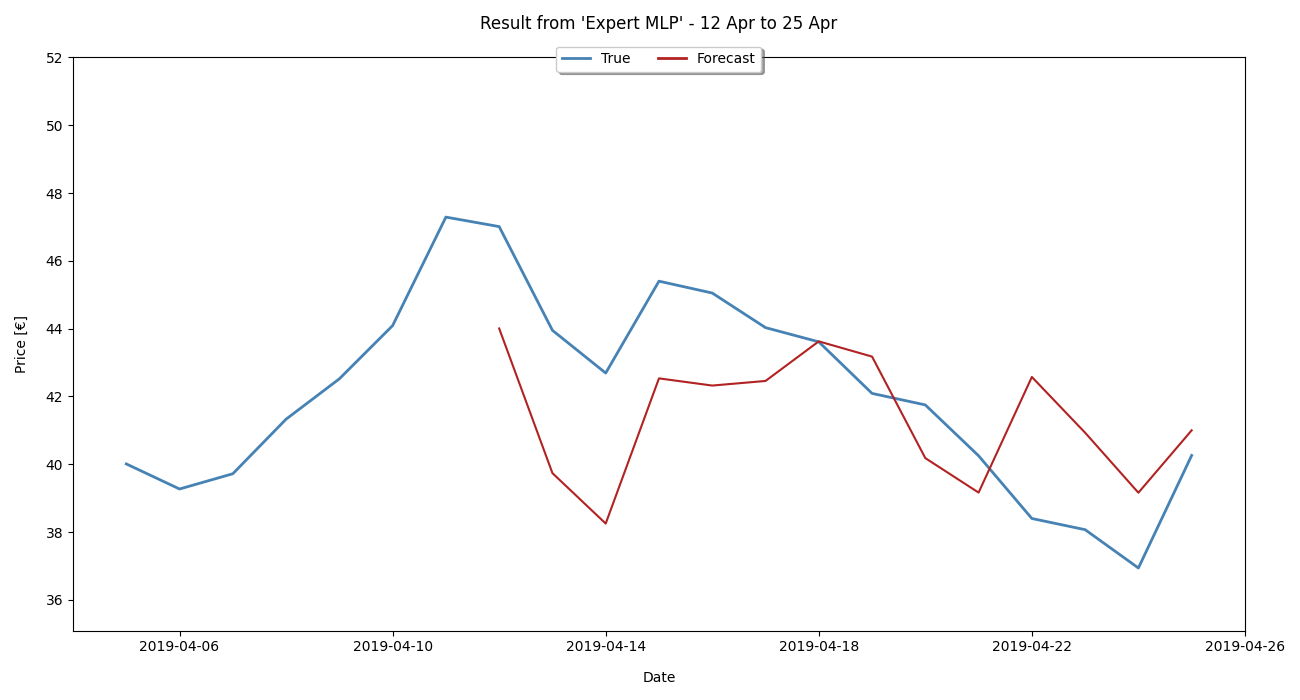 Result from 'Expert MLP' - 12 Apr to 25 Apr
True Forecast
52
50
48
46
44
42
40
38
36
Price [€]
2019-04-06 2019-04-10 2019-04-14 2019-04-18 2019-04-22 2019-04-26
Date